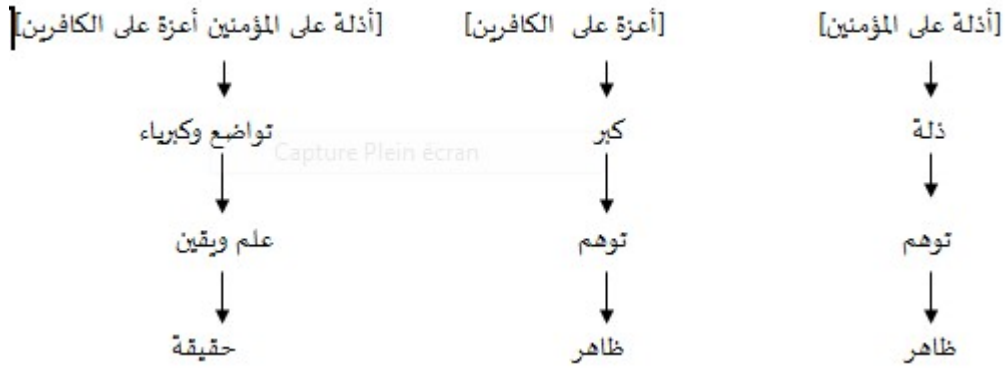 [أذلة على المؤمنين] [أعزة على الكافرين] [أذلة على المؤمنين أعزة على الكافرين]
ذلة كبر تواضع وكبرياء
Capture Plein écran
توهم توهم علم ويقين
ظاهر ظاهر حقيقة